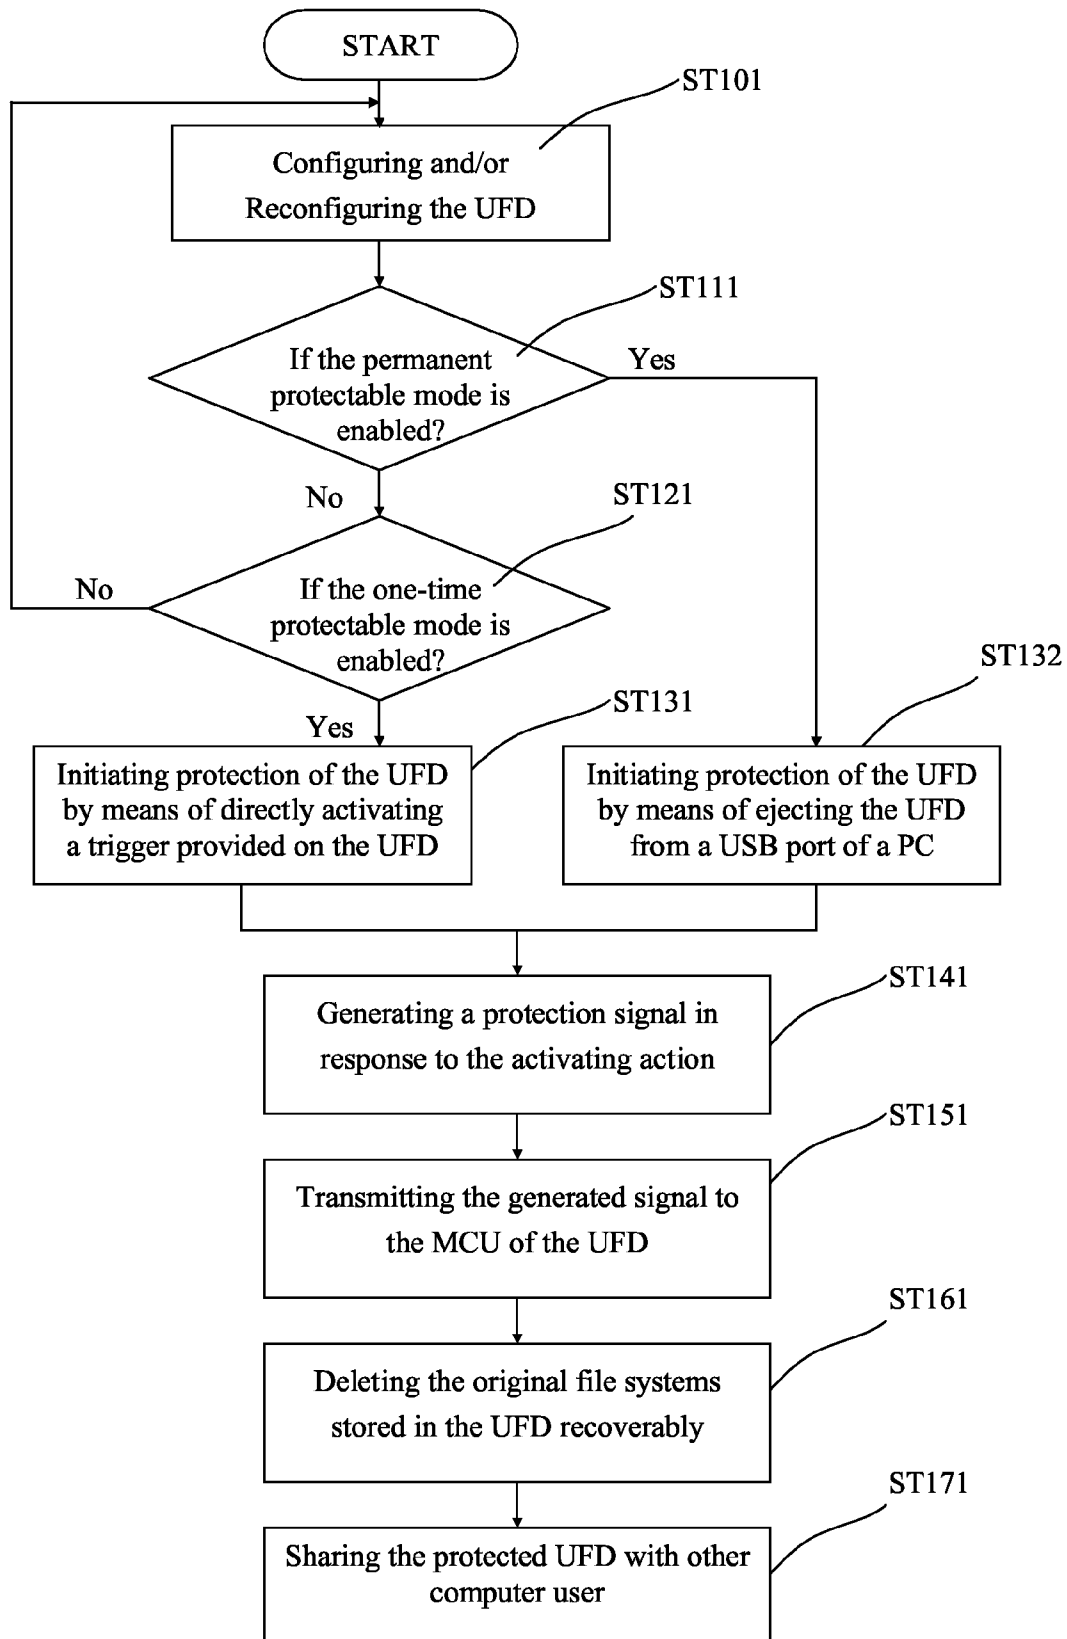 START
ST101
Configuring and/or
Reconfiguring the UFD
ST111
If the permanent
protectable mode is
enabled?
Yes
No
ST121
If the one-time
protectable mode is
enabled?
No
Yes
ST131
ST132
Initiating protection of the UFD
by means of directly activating
a trigger provided on the UFD
Initiating protection of the UFD
by means of ejecting the UFD
from a USB port of a PC
ST141
Generating a protection signal in
response to the activating action
ST151
Transmitting the generated signal to
the MCU of the UFD
ST161
Deleting the original file systems
stored in the UFD recoverably
ST171
Sharing the protected UFD with other
computer user